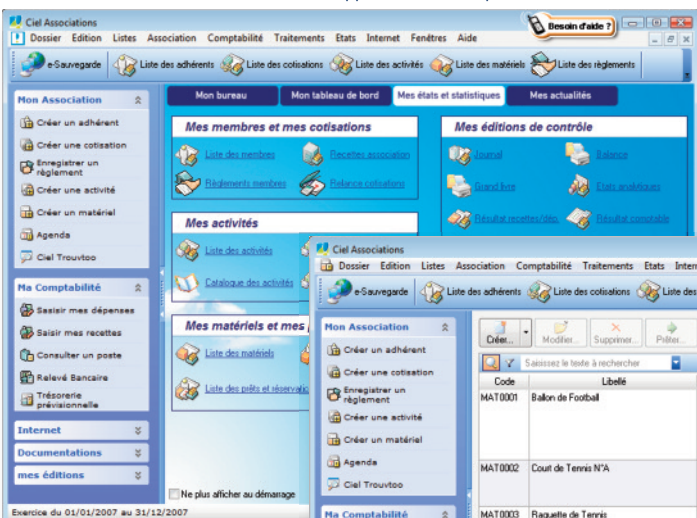 Ciel Associations
Besoin d'aide ?
Dossier Edition Listes Association Comptabilité Traitements Etats Internet Fenêtres Aide
e-Sauvegarde Liste des adhérents Liste des cotisations Liste des activités Liste des matériels Liste des règlements
Mon Association
Créer un adhérent
Créer une cotisation
Enregistrer un
règlement
Créer une activité
Créer un matériel
Agenda
Ciel Trouvtoo
Ma Comptabilité
Saisir mes dépenses
Saisir mes recettes
Consulter un poste
Relevé Bancaire
Trésorerie
prévisionnelle
Internet
Documentations
mes éditions
Mon bureau Mon tableau de bord Mes états et statistiques Mes actualités
Mes membres et mes cotisations
Liste des membres Recettes association
Règlements membres Relance cotisations
Mes éditions de contrôle
Journal Balance
Grand livre Etats analytiques
Résultat recettes/dép. Résultat comptable
Mes activités
Liste des activités
Catalogue des activités
Mes matériels et mes
Liste des matériels
Liste des prêts et réservatio
Ne plus afficher au démarrage
Exercice du 01/01/2007 au 31/12/2007
Ciel Associations
Dossier Edition Listes Association Comptabilité Traitements Etats Inter
e-Sauvegarde Liste des adhérents Liste des cotisations Liste des
Mon Association
Créer un adhérent
Créer une cotisation
Enregistrer un
règlement
Créer une activité
Créer un matériel
Agenda
Ciel Trouvtoo
Ma Comptabilité
Créer... Modifier... Supprimer... Prêter...
Saisissez le texte à rechercher
Code Libellé
MAT0001 Ballon de Football
MAT0002 Court de Tennis N°A
MAT0003 Raquette de Tennis